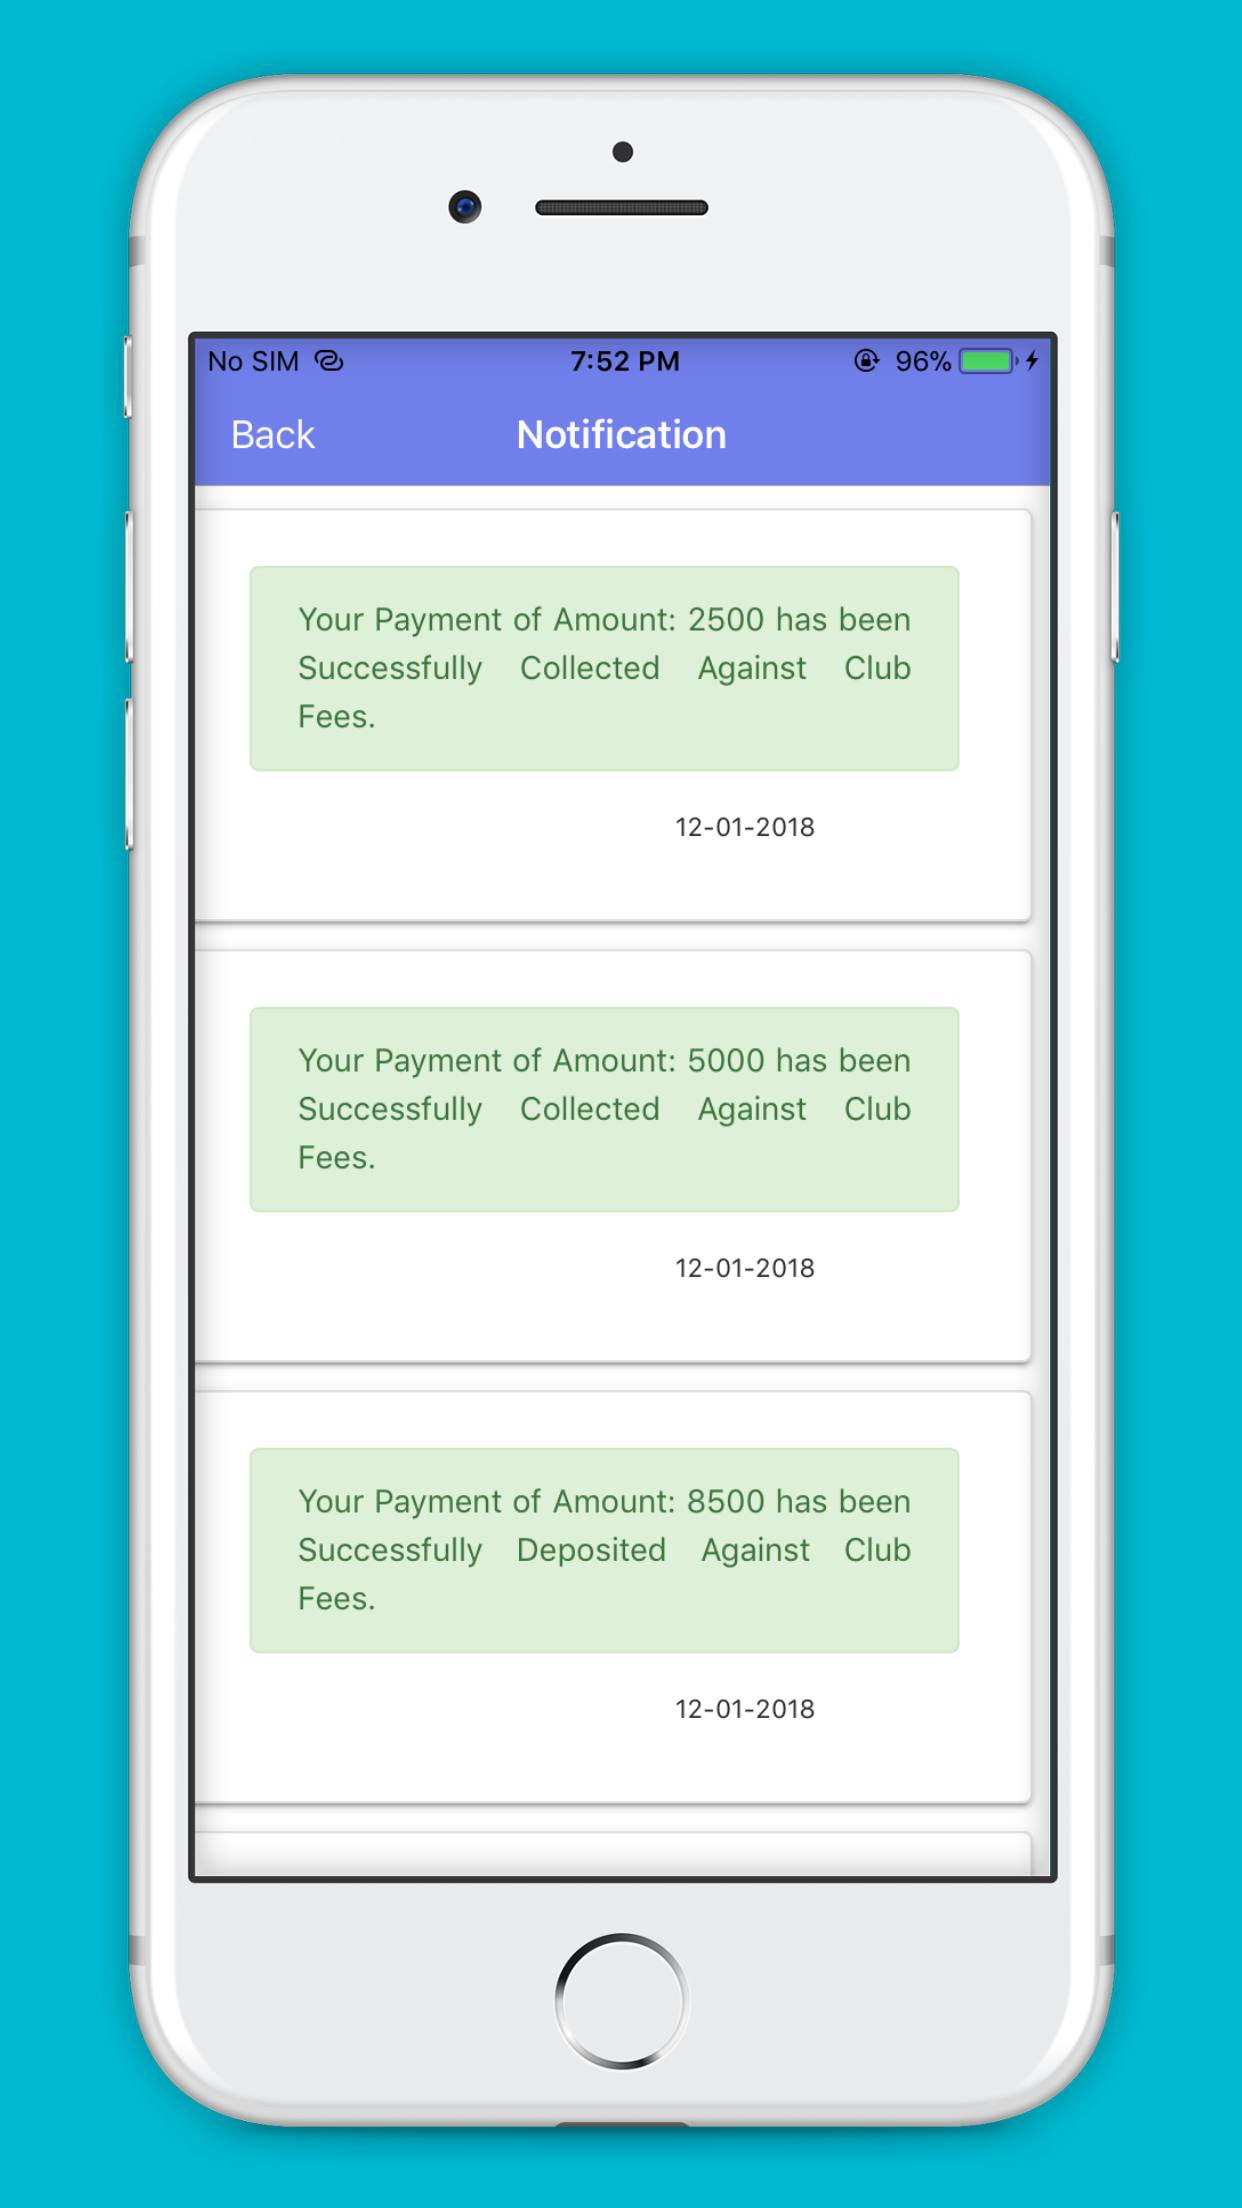 No SIM 7:52 PM 96%
Back Notification
Your Payment of Amount: 2500 has been
Successfully Collected Against Club
Fees.
12-01-2018
Your Payment of Amount: 5000 has been
Successfully Collected Against Club
Fees.
12-01-2018
Your Payment of Amount: 8500 has been
Successfully Deposited Against Club
Fees.
12-01-2018